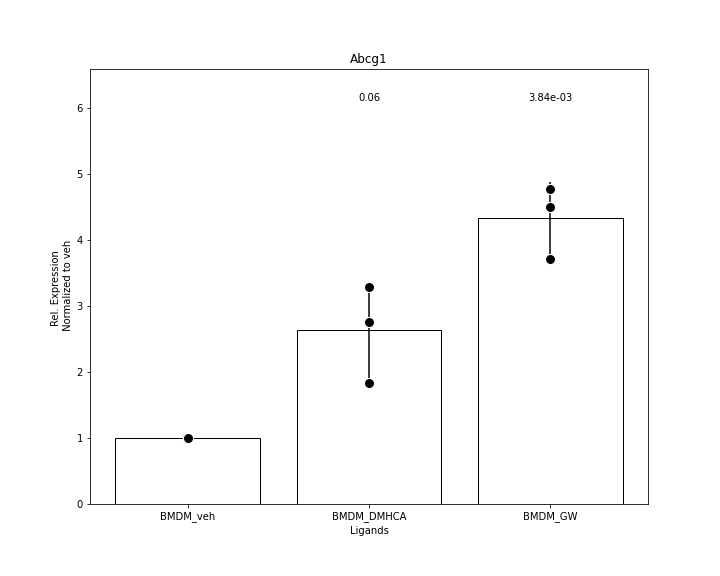 Abcg1
0.06
3.84e-03
6
5
4
3
2
1
0
Rel. Expression
Normalized to veh
BMDM_veh
BMDM_DMHCA
BMDM_GW
Ligands